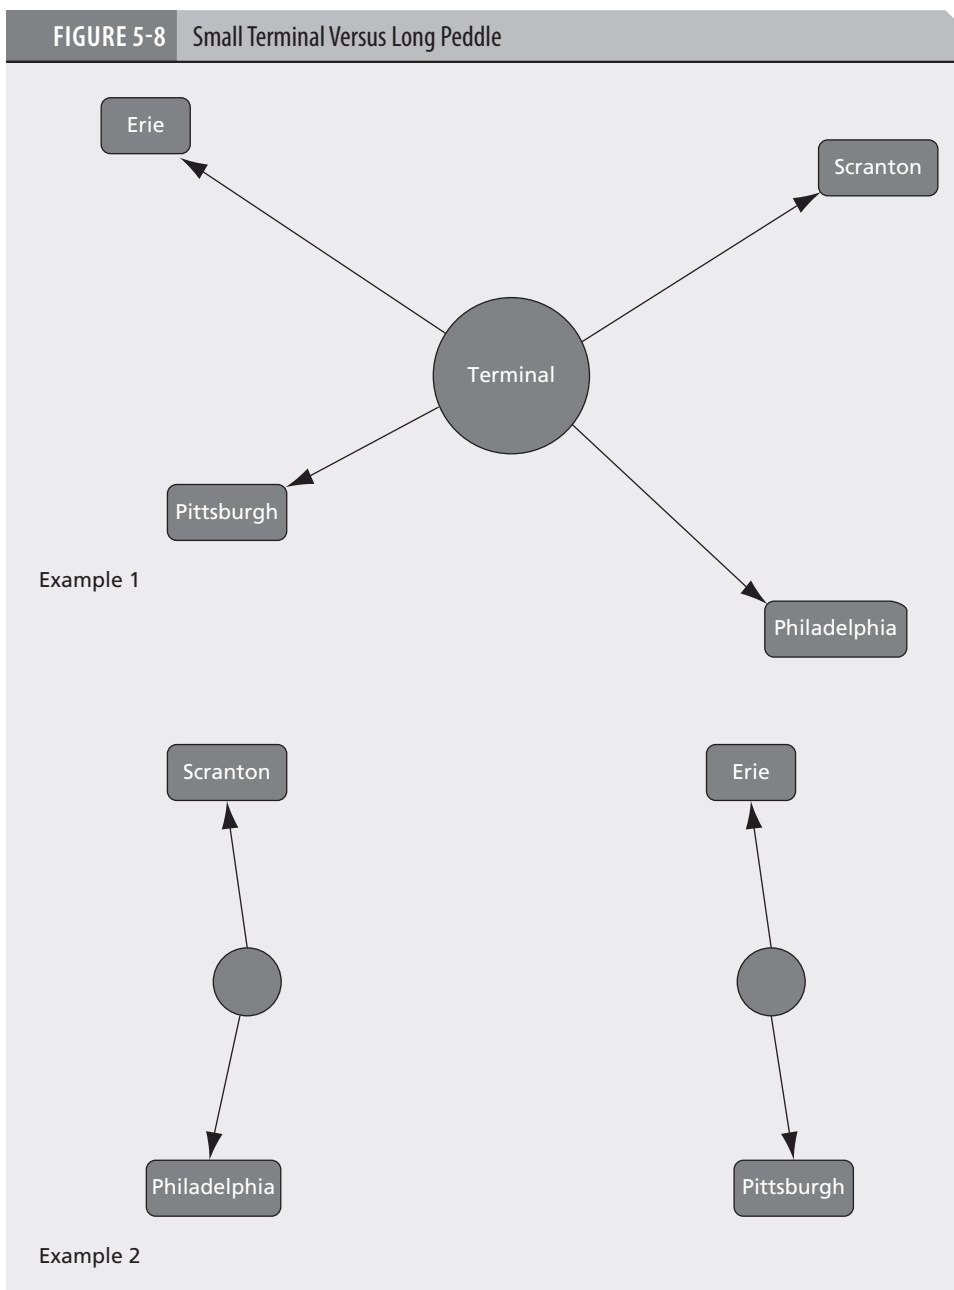 FIGURE 5-8 Small Terminal Versus Long Peddle
Erie
Scranton
Terminal
Pittsburgh
Example 1
Philadelphia
Scranton
Erie
Philadelphia
Pittsburgh
Example 2